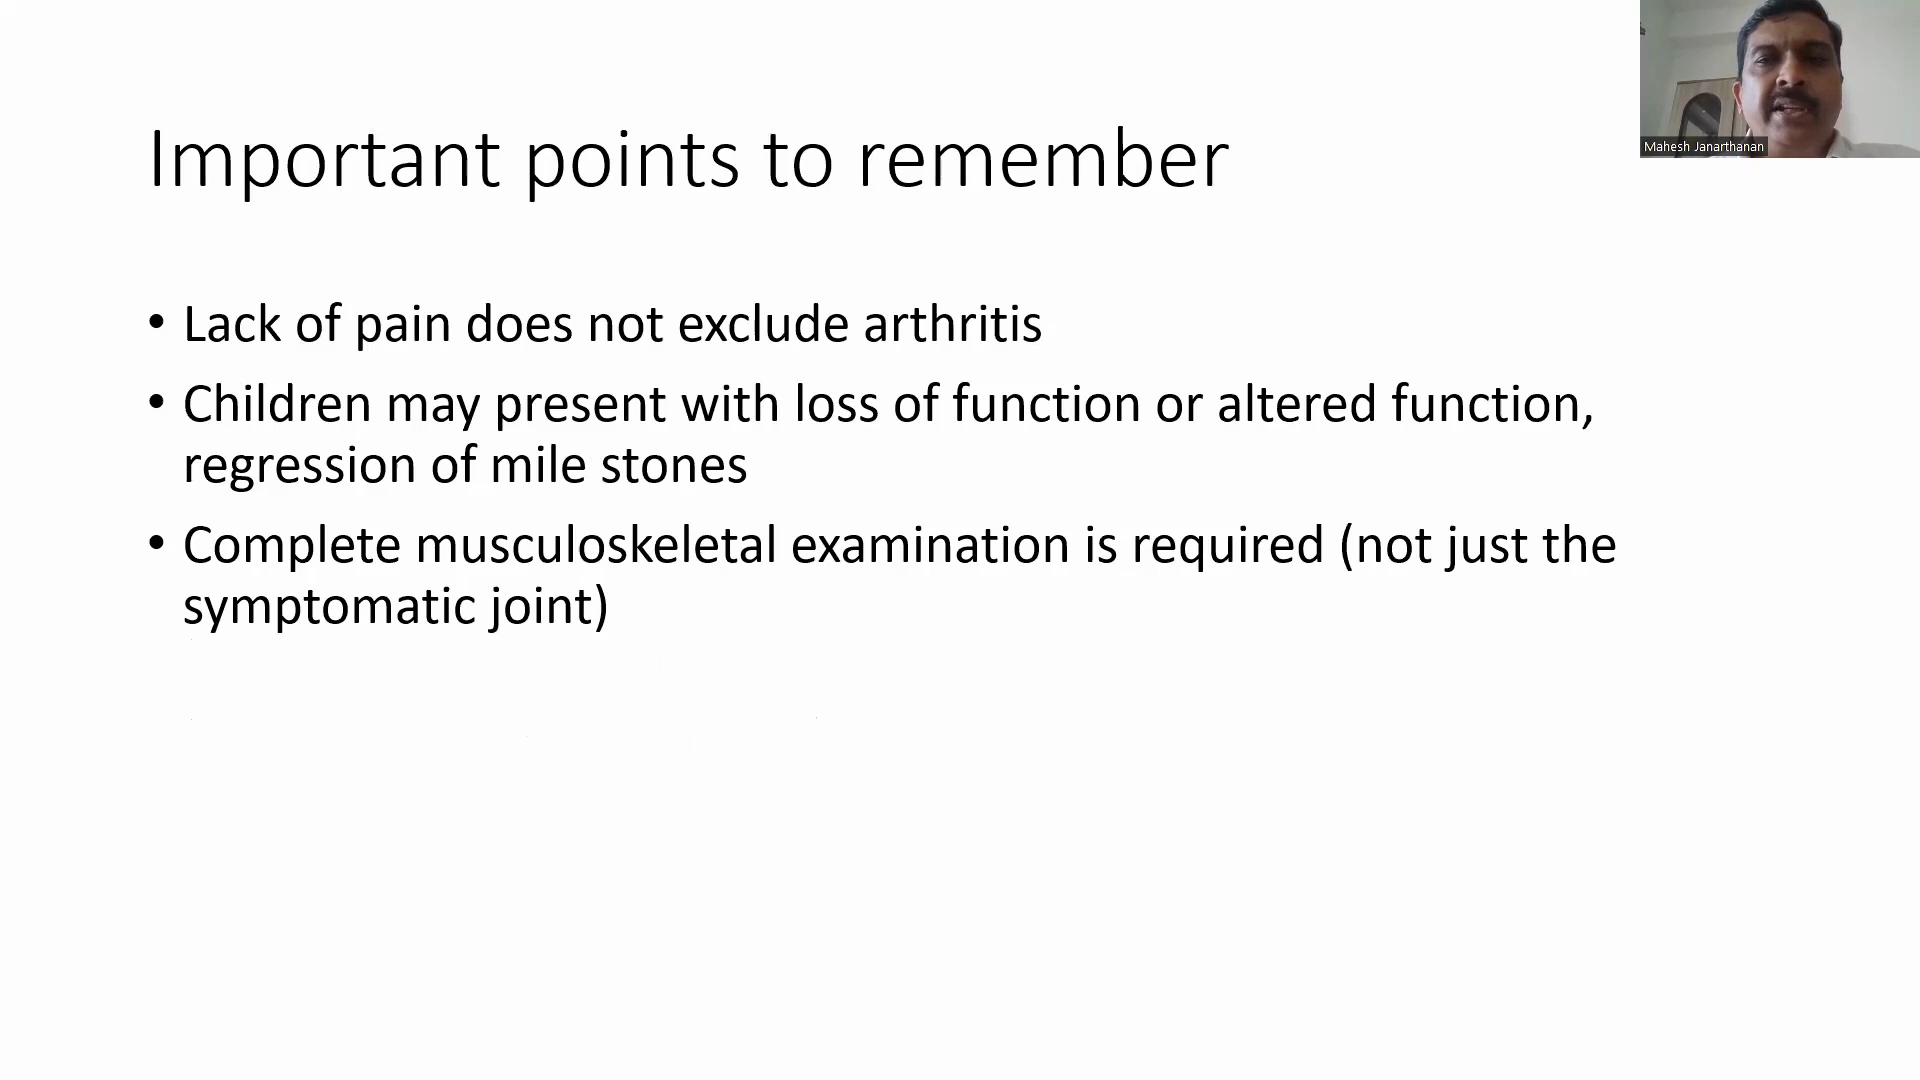 Important points to remember
Mahesh Janarthanan
• Lack of pain does not exclude arthritis
• Children may present with loss of function or altered function,
regression of mile stones
• Complete musculoskeletal examination is required (not just the
symptomatic joint)